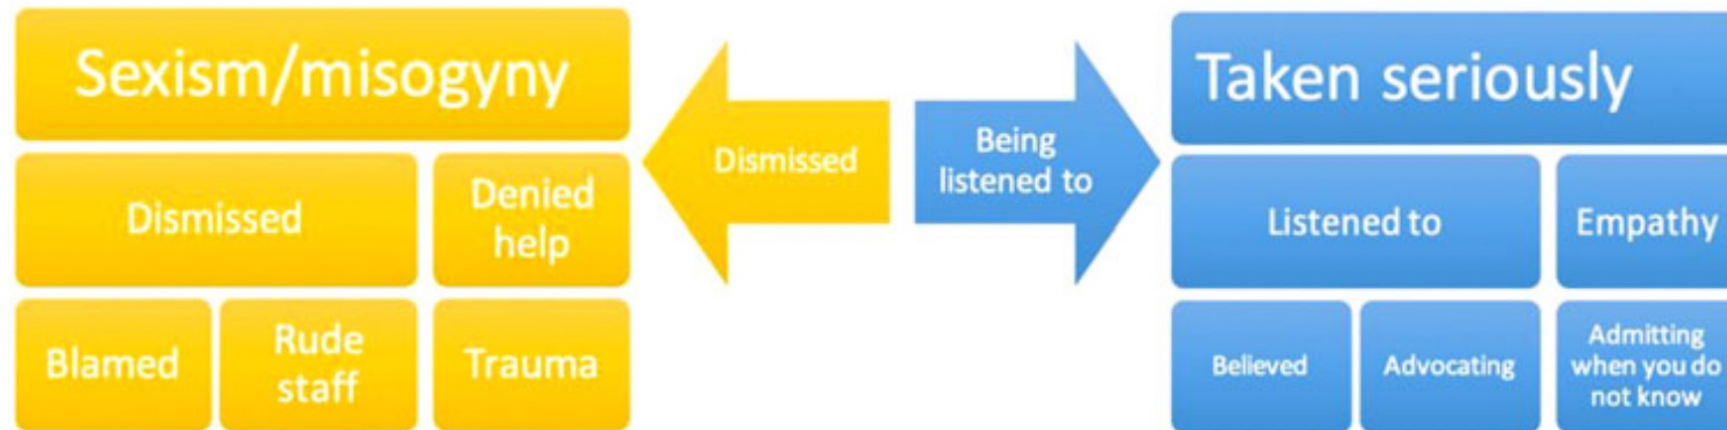 Sexism/misogyny
Dismissed
Denied
help
Blamed
Rude
staff
Trauma
Dismissed
Being
listened to
Taken seriously
Listened to
Empathy
Believed
Advocating
Admitting
when you do
not know